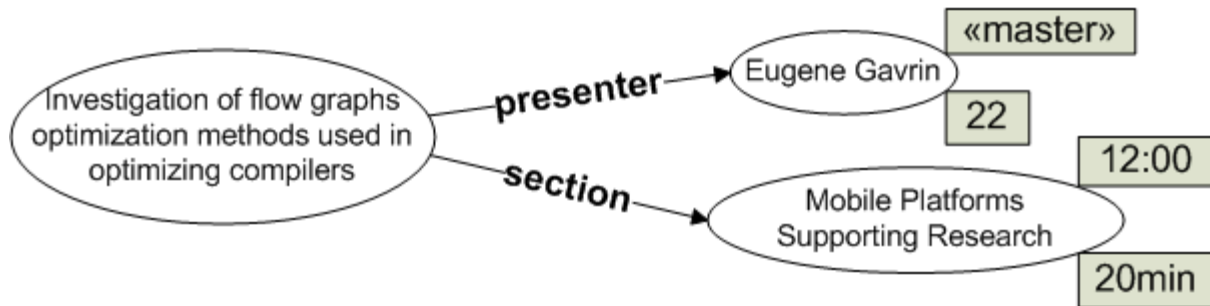 Investigation of flow graphs
optimization methods used in
optimizing compilers
presenter
Eugene Gavrin
«master»
22
section
Mobile Platforms
Supporting Research
12:00
20min